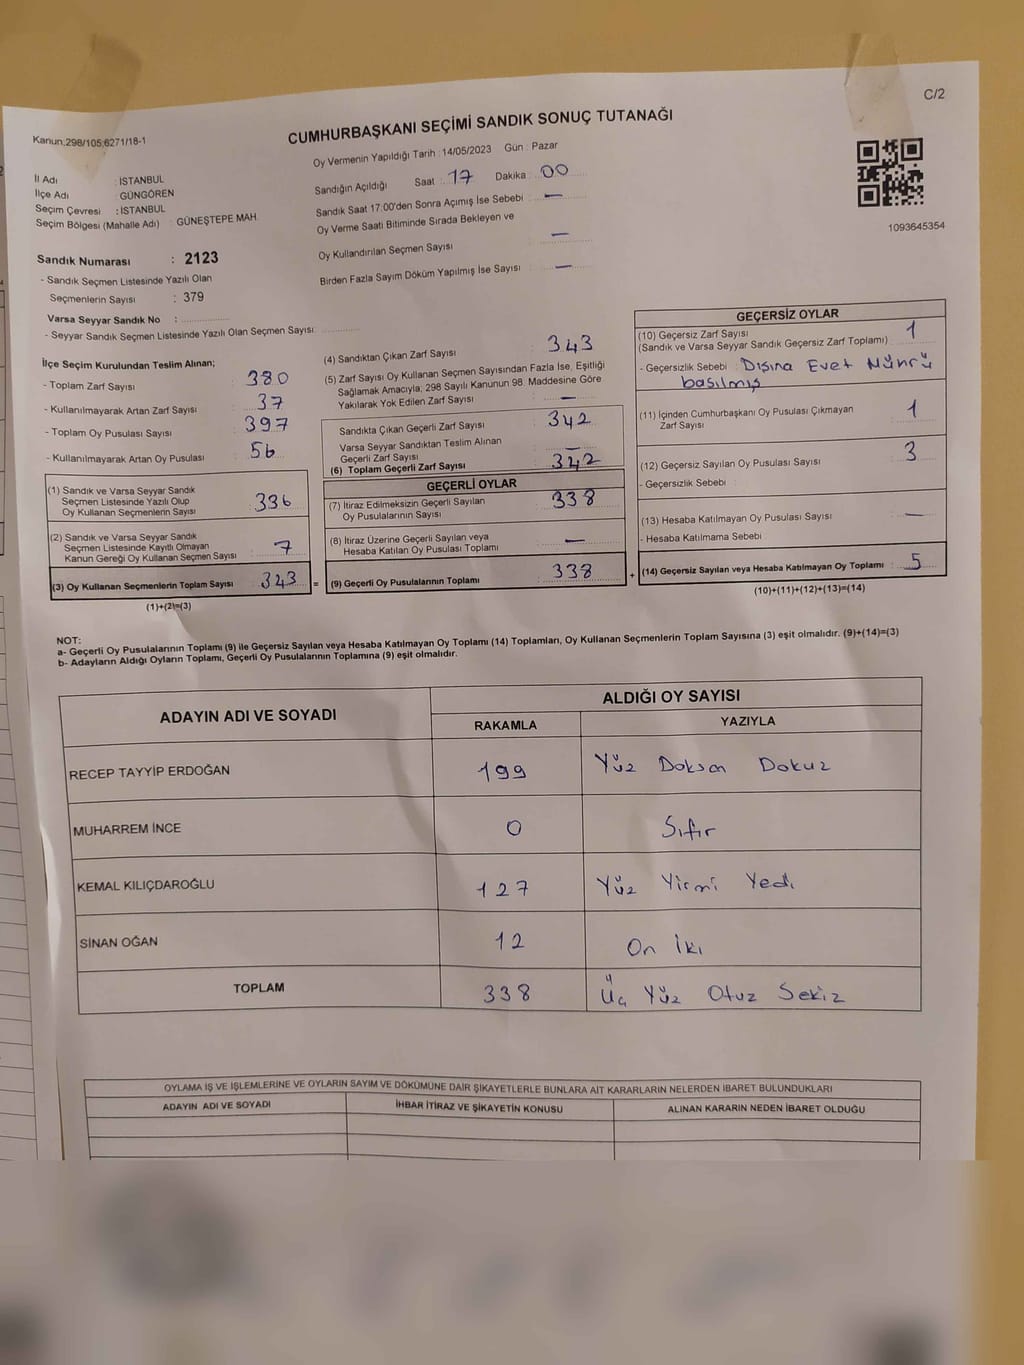 C/2
Kanun:298/105;6271/18-1
CUMHURBAŞKANI SEÇİMİ SANDIK SONUÇ TUTANAĞI
Oy Vermenin Yapıldığı Tarih : 14/05/2023 Gün : Pazar
İl Adı : İSTANBUL
İlçe Adı : GÜNGÖREN
Seçim Çevresi : İSTANBUL
Seçim Bölgesi (Mahalle Adı) : GÜNEŞTEPE MAH.
Sandık Numarası : 2123
- Sandık Seçmen Listesinde Yazılı Olan
Seçmenlerin Sayısı : 379
Varsa Seyyar Sandık No :
- Seyyar Sandık Seçmen Listesinde Yazılı Olan Seçmen Sayısı:
Sandığın Açıldığı Saat : 17 Dakika : 00
Sandık Saat 17.00'den Sonra Açımış İse Sebebi : —
Oy Verme Saati Bitiminde Sırada Bekleyen ve
Oy Kullandırılan Seçmen Sayısı : —
Birden Fazla Sayım Döküm Yapılmış İse Sayısı : —
1093645354
İlçe Seçim Kurulundan Teslim Alınan;
- Toplam Zarf Sayısı : 380
- Kullanılmayarak Artan Zarf Sayısı : 37
- Toplam Oy Pusulası Sayısı : 397
- Kullanılmayarak Artan Oy Pusulası : 56
(1) Sandık ve Varsa Seyyar Sandık
Seçmen Listesinde Yazılı Olup
Oy Kullanan Seçmenlerin Sayısı : 336
(2) Sandık ve Varsa Seyyar Sandık
Seçmen Listesinde Kayıtlı Olmayan
Kanun Gereği Oy Kullanan Seçmen Sayısı : 7
(3) Oy Kullanan Seçmenlerin Toplam Sayısı : 343
(1)+(2)=(3)
(4) Sandıktan Çıkan Zarf Sayısı : 343
(5) Zarf Sayısı Oy Kullanan Seçmen Sayısından Fazla İse, Eşitliği
Sağlamak Amacıyla; 298 Sayılı Kanunun 98. Maddesine Göre
Yakılarak Yok Edilen Zarf Sayısı : —
Sandıkta Çıkan Geçerli Zarf Sayısı : 342
Varsa Seyyar Sandıktan Teslim Alınan
Geçerli Zarf Sayısı : —
(6) Toplam Geçerli Zarf Sayısı : 342
GEÇERLİ OYLAR
(7) İtiraz Edilmeksizin Geçerli Sayılan
Oy Pusulalarının Sayısı : 338
(8) İtiraz Üzerine Geçerli Sayılan veya
Hesaba Katılan Oy Pusulası Toplamı : —
= (9) Geçerli Oy Pusulalarının Toplamı : 338
GEÇERSİZ OYLAR
(10) Geçersiz Zarf Sayısı
(Sandık ve Varsa Seyyar Sandık Geçersiz Zarf Toplamı) : 1
- Geçersizlik Sebebi : Dışına Evet Mührü
basılmış
(11) İçinden Cumhurbaşkanı Oy Pusulası Çıkmayan
Zarf Sayısı : 1
(12) Geçersiz Sayılan Oy Pusulası Sayısı : 3
- Geçersizlik Sebebi :
(13) Hesaba Katılmayan Oy Pusulası Sayısı : —
- Hesaba Katılmama Sebebi
+ (14) Geçersiz Sayılan veya Hesaba Katılmayan Oy Toplamı : 5
(10)+(11)+(12)+(13)=(14)
NOT:
a- Geçerli Oy Pusulalarının Toplamı (9) ile Geçersiz Sayılan veya Hesaba Katılmayan Oy Toplamı (14) Toplamları, Oy Kullanan Seçmenlerin Toplam Sayısına (3) eşit olmalıdır. (9)+(14)=(3)
b- Adayların Aldığı Oyların Toplamı, Geçerli Oy Pusulalarının Toplamına (9) eşit olmalıdır.
ADAYIN ADI VE SOYADI ALDIĞI OY SAYISI
RAKAMLA YAZIYLA
RECEP TAYYİP ERDOĞAN 199 Yüz Doksan Dokuz
MUHARREM İNCE 0 Sıfır
KEMAL KILIÇDAROĞLU 127 Yüz Yirmi Yedi
SİNAN OĞAN 12 On İki
TOPLAM 338 Üç Yüz Otuz Sekiz
OYLAMA İŞ VE İŞLEMLERİNE VE OYLARIN SAYIM VE DÖKÜMÜNE DAİR ŞİKAYETLERLE BUNLARA AİT KARARLARIN NELERDEN İBARET BULUNDUKLARI
ADAYIN ADI VE SOYADI İHBAR İTİRAZ VE ŞİKAYETİN KONUSU ALINAN KARARIN NEDEN İBARET OLDUĞU